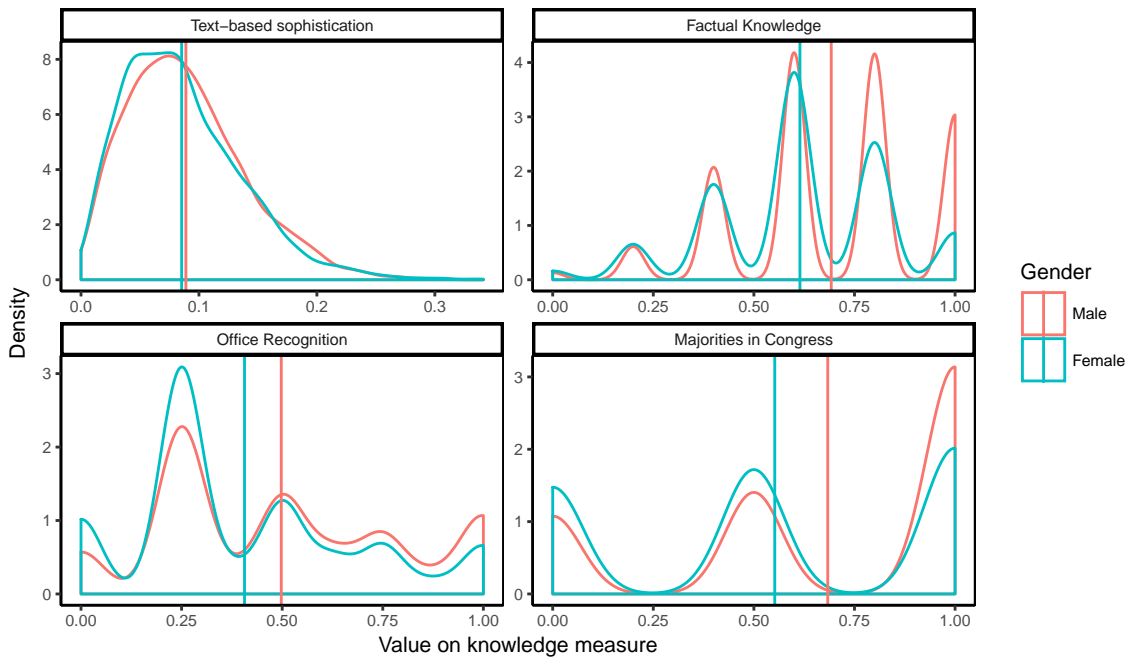 Text−based sophistication
Factual Knowledge
8
6
4
2
0
0.0 0.1 0.2 0.3
4
3
2
1
0
0.00 0.25 0.50 0.75 1.00
Office Recognition
Majorities in Congress
3
2
1
0
0.00 0.25 0.50 0.75 1.00
3
2
1
0
0.00 0.25 0.50 0.75 1.00
Density
Value on knowledge measure
Gender
Male
Female